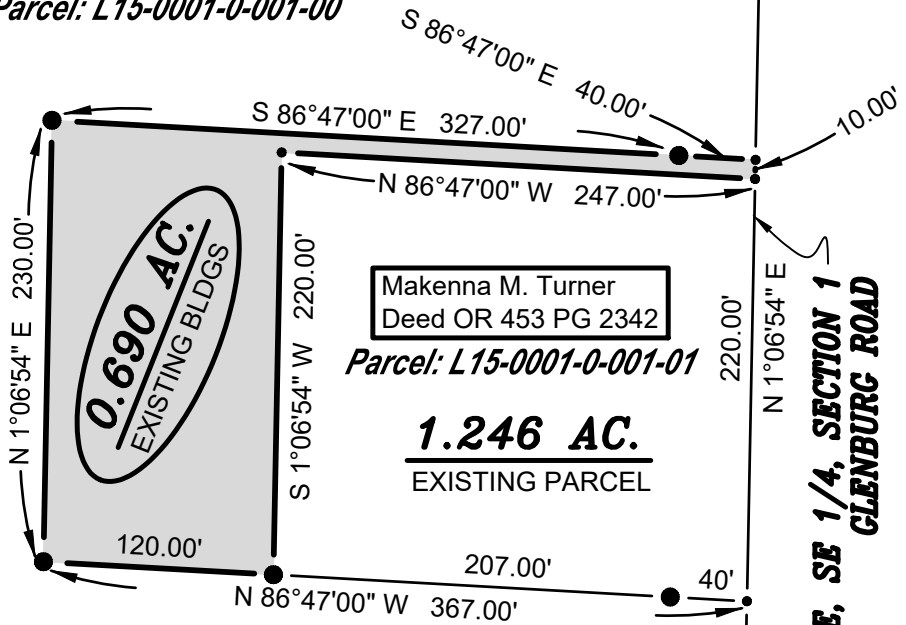 Parcel: L15-0001-0-001-00
S 86°47'00" E 40.00'
10.00'
S 86°47'00" E 327.00'
N 86°47'00" W 247.00'
N 1°06'54" E 230.00'
0.690 AC.
EXISTING BLDGS
S 1°06'54" W 220.00'
Makenna M. Turner
Deed OR 453 PG 2342
Parcel: L15-0001-0-001-01
1.246 AC.
EXISTING PARCEL
220.00'
N 1°06'54" E
E, SE 1/4, SECTION 1
GLENBURG ROAD
120.00'
207.00'
40'
N 86°47'00" W 367.00'